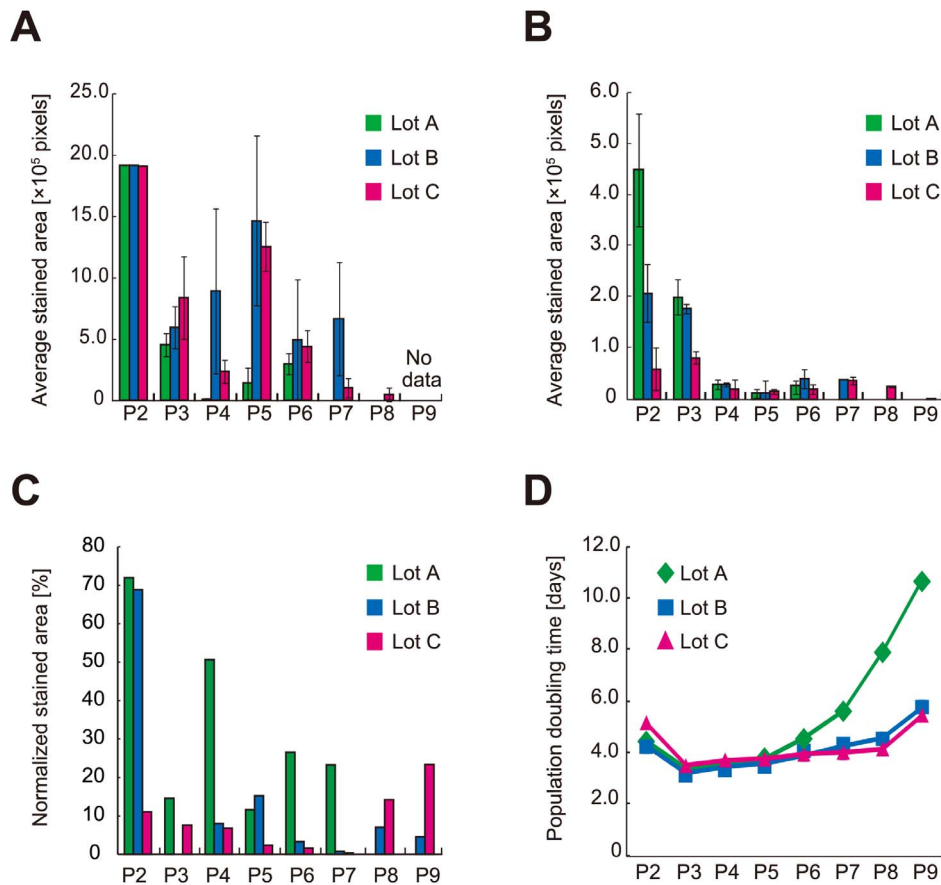 A
Average stained area [×10⁵ pixels]
25.0
20.0
15.0
10.0
5.0
0
Lot A
Lot B
Lot C
No
data
P2 P3 P4 P5 P6 P7 P8 P9
B
Average stained area [×10⁵ pixels]
6.0
5.0
4.0
3.0
2.0
1.0
0
Lot A
Lot B
Lot C
P2 P3 P4 P5 P6 P7 P8 P9
C
Normalized stained area [%]
80
70
60
50
40
30
20
10
0
Lot A
Lot B
Lot C
P2 P3 P4 P5 P6 P7 P8 P9
D
Population doubling time [days]
12.0
10.0
8.0
6.0
4.0
2.0
0.0
Lot A
Lot B
Lot C
P2 P3 P4 P5 P6 P7 P8 P9